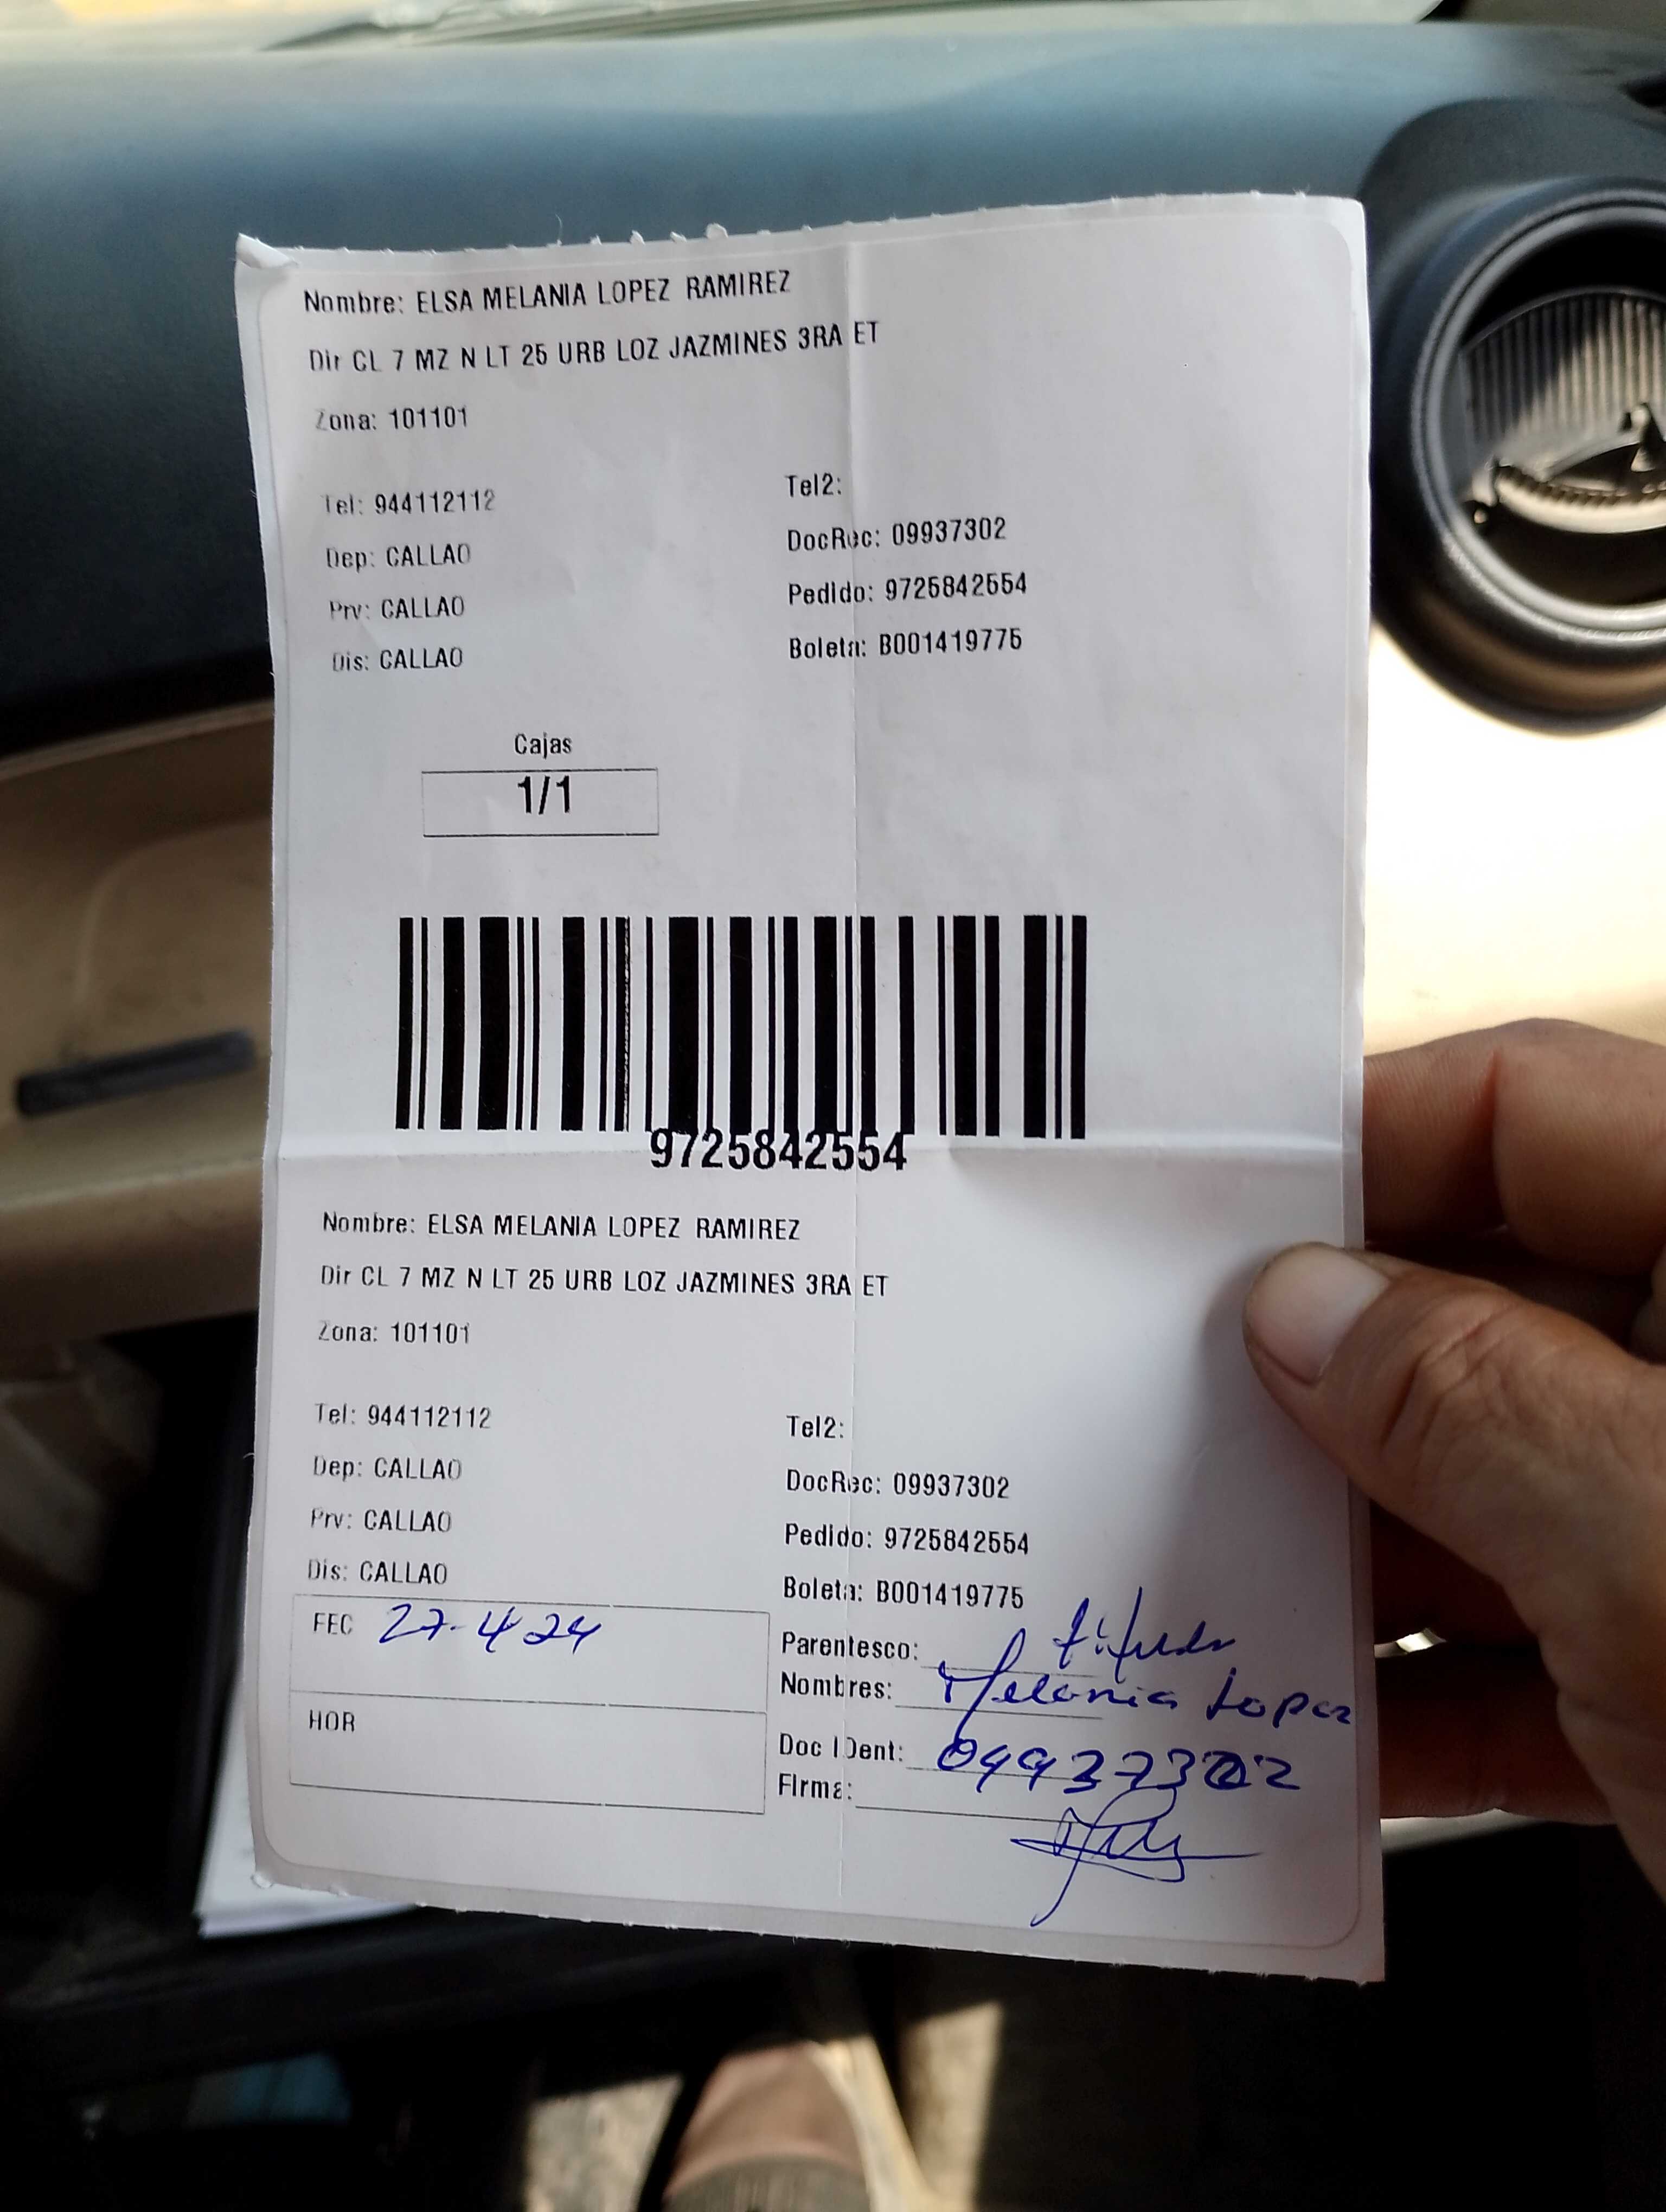 Nombre: ELSA MELANIA LOPEZ RAMIREZ
Dir CL 7 MZ N LT 25 URB LOZ JAZMINES 3RA ET
Zona: 101101
Tel: 944112112
Tel2:
Dep: CALLAO
DocRec: 09937302
Prv: CALLAO
Pedido: 9725842554
Dis: CALLAO
Boleta: B001419775
Cajas
1/1
9725842554
Nombre: ELSA MELANIA LOPEZ RAMIREZ
Dir CL 7 MZ N LT 25 URB LOZ JAZMINES 3RA ET
Zona: 101101
Tel: 944112112
Tel2:
Dep: CALLAO
DocRec: 09937302
Prv: CALLAO
Pedido: 9725842554
Dis: CALLAO
Boleta: B001419775
FEC 27-4 24
Parentesco:
Nombres: Melania Lopez
HOR
Doc IDent: 09937302
Firma: